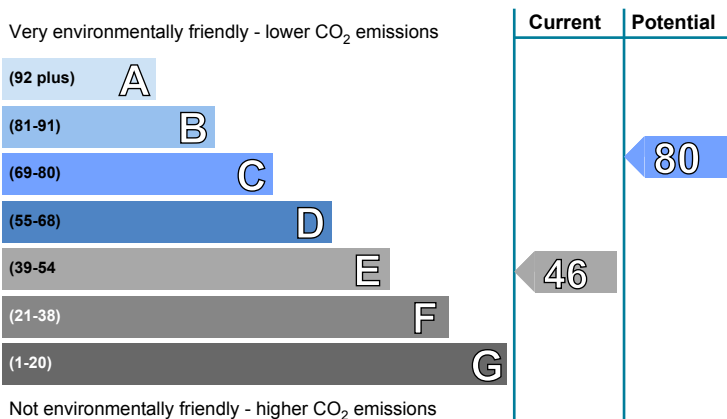 Current Potential
Very environmentally friendly - lower CO2 emissions
(92 plus) A
(81-91) B
80
(69-80) C
(55-68) D
(39-54 E
46
(21-38) F
(1-20) G
Not environmentally friendly - higher CO2 emissions